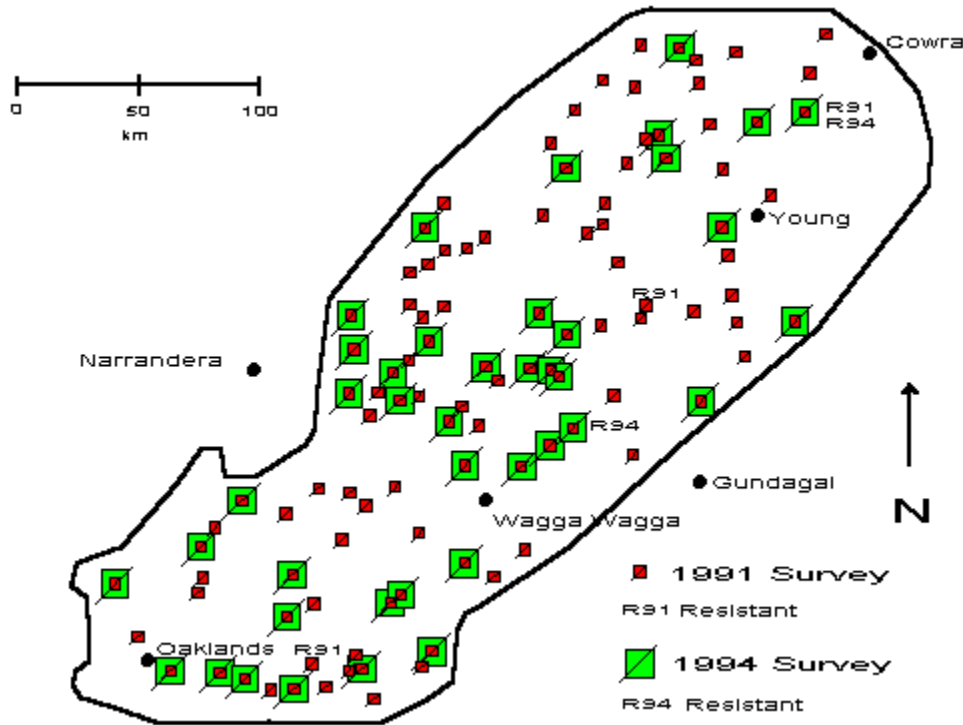 Cowra
0 50 100
km
R91
R94
Young
R91
Narrandera
R94
Gundagal
Wagga Wagga
N
1991 Survey
R91 Resistant
Oaklands R91
1994 Survey
R94 Resistant